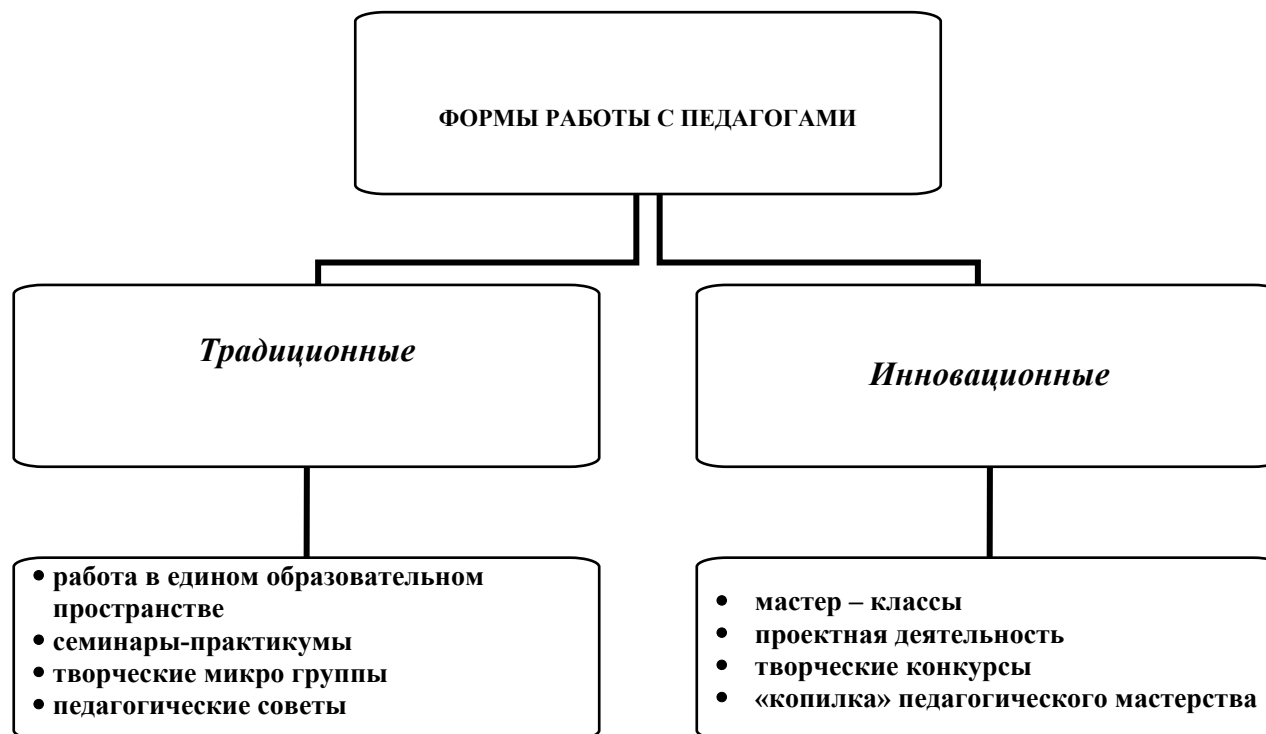 ФОРМЫ РАБОТЫ С ПЕДАГОГАМИ
Традиционные
Инновационные
• работа в едином образовательном
пространстве
• семинары-практикумы
• творческие микро группы
• педагогические советы
• мастер – классы
• проектная деятельность
• творческие конкурсы
• «копилка» педагогического мастерства